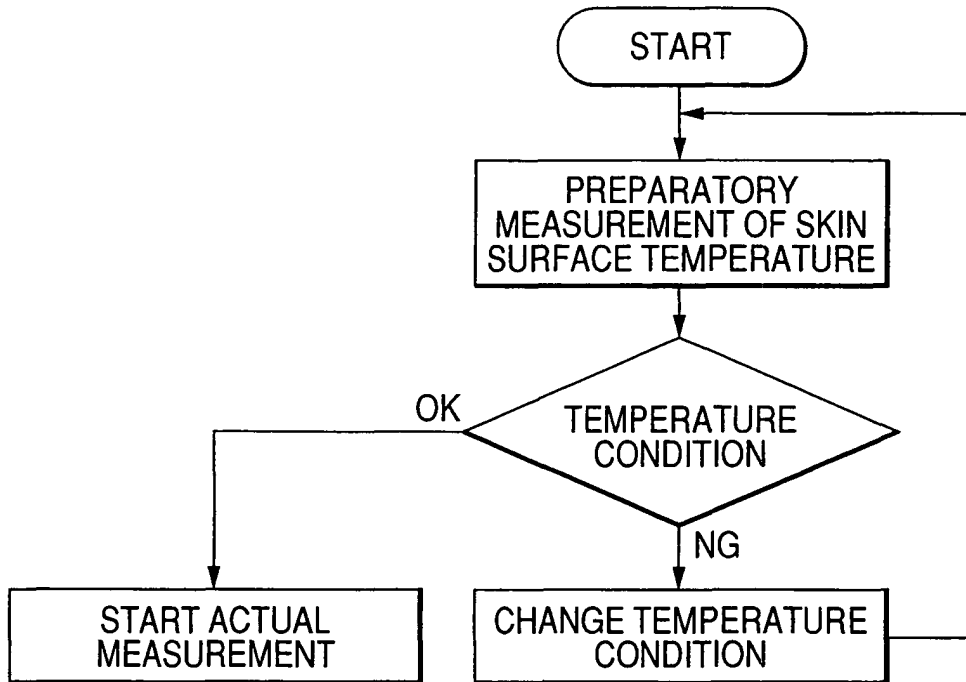 START
PREPARATORY
MEASUREMENT OF SKIN
SURFACE TEMPERATURE
OK
TEMPERATURE
CONDITION
NG
START ACTUAL
MEASUREMENT
CHANGE TEMPERATURE
CONDITION